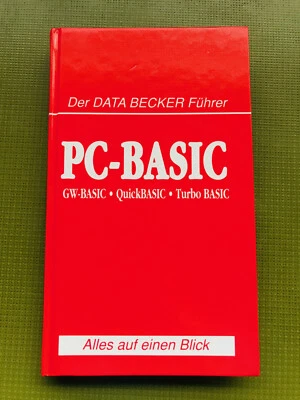 Der DATA BECKER Führer
PC-BASIC
GW-BASIC • QuickBASIC • Turbo BASIC
Alles auf einen Blick